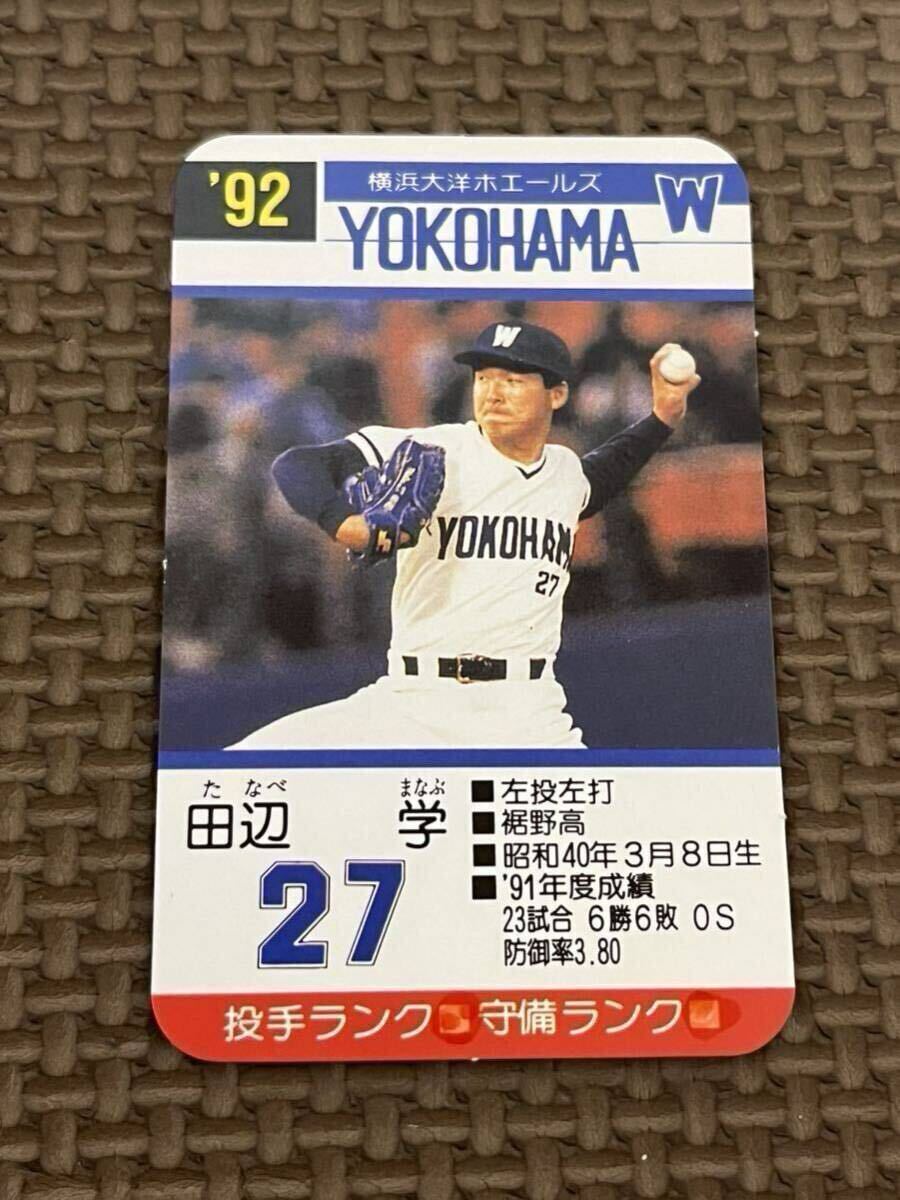 '92
横浜大洋ホエールズ
W
YOKOHAMA
W
YOKOHAMA
27
た なべ まなぶ
田辺 学
27
■左投左打
■裾野高
■昭和40年3月8日生
■'91年度成績
23試合 6勝6敗 0S
防御率3.80
投手ランク 守備ランク